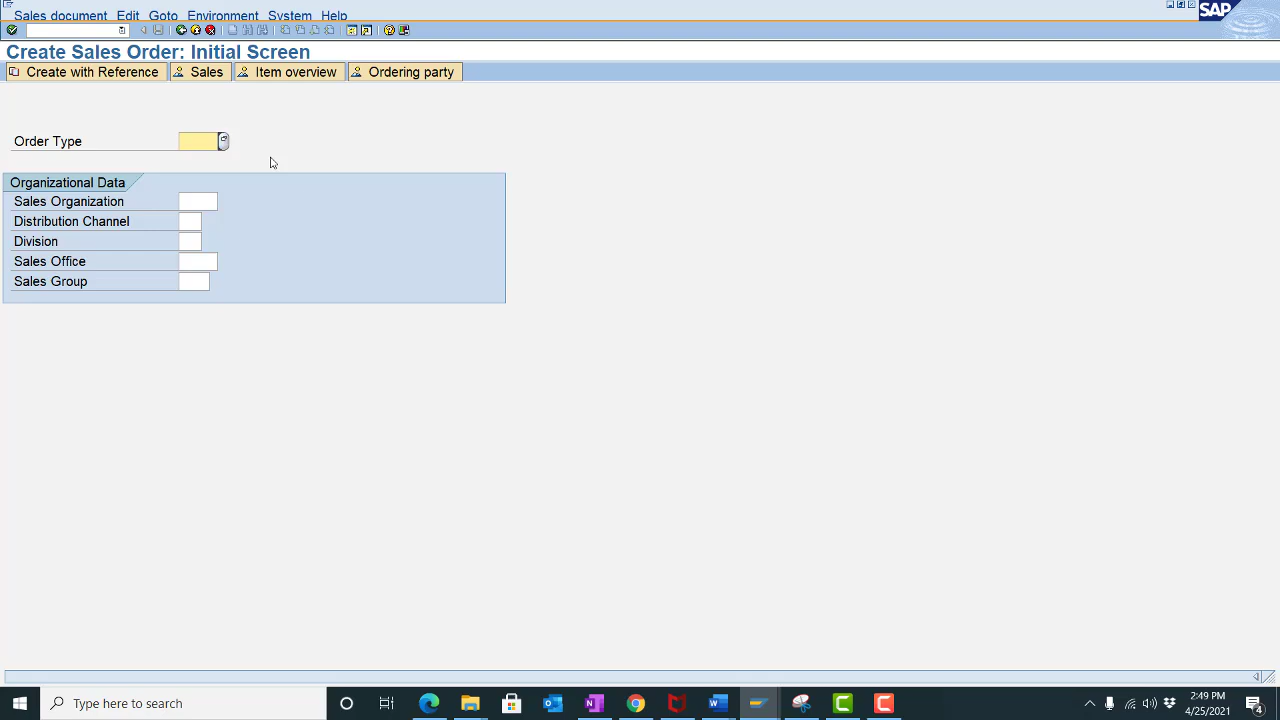 Sales document Edit Goto Environment System Help
SAP
Create Sales Order: Initial Screen
Create with Reference Sales Item overview Ordering party
Order Type
Organizational Data
Sales Organization
Distribution Channel
Division
Sales Office
Sales Group
Type here to search
2:49 PM
4/25/2021
4